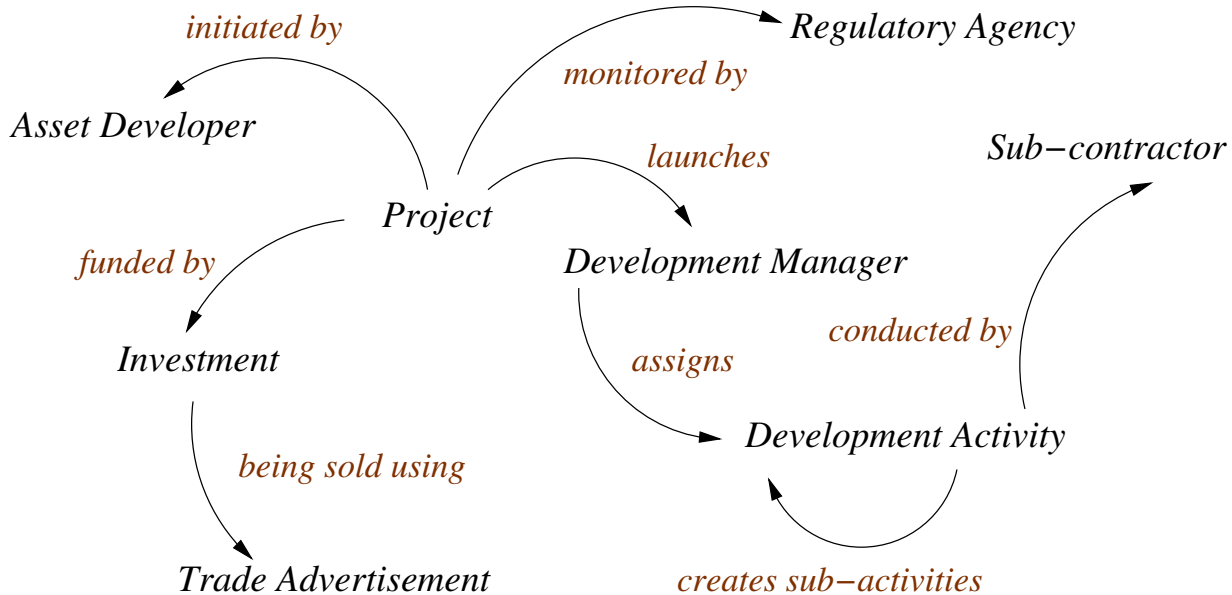 initiated by
Regulatory Agency
monitored by
Asset Developer
launches
Sub−contractor
Project
funded by
Development Manager
conducted by
Investment
assigns
Development Activity
being sold using
Trade Advertisement
creates sub−activities